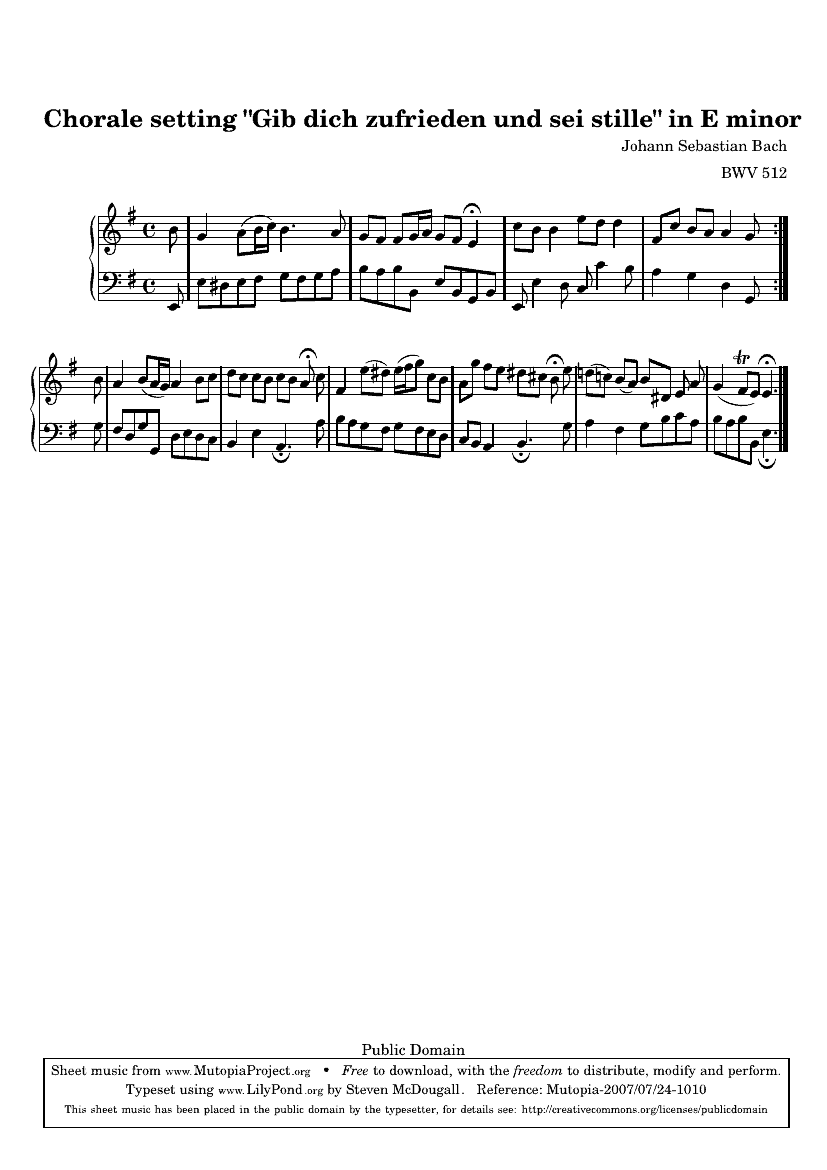 Chorale setting "Gib dich zufrieden und sei stille" in E minor
Johann Sebastian Bach
BWV 512
tr
Public Domain
Sheet music from www.MutopiaProject.org • Free to download, with the freedom to distribute, modify and perform.
Typeset using www.LilyPond.org by Steven McDougall. Reference: Mutopia-2007/07/24-1010
This sheet music has been placed in the public domain by the typesetter, for details see: http://creativecommons.org/licenses/publicdomain